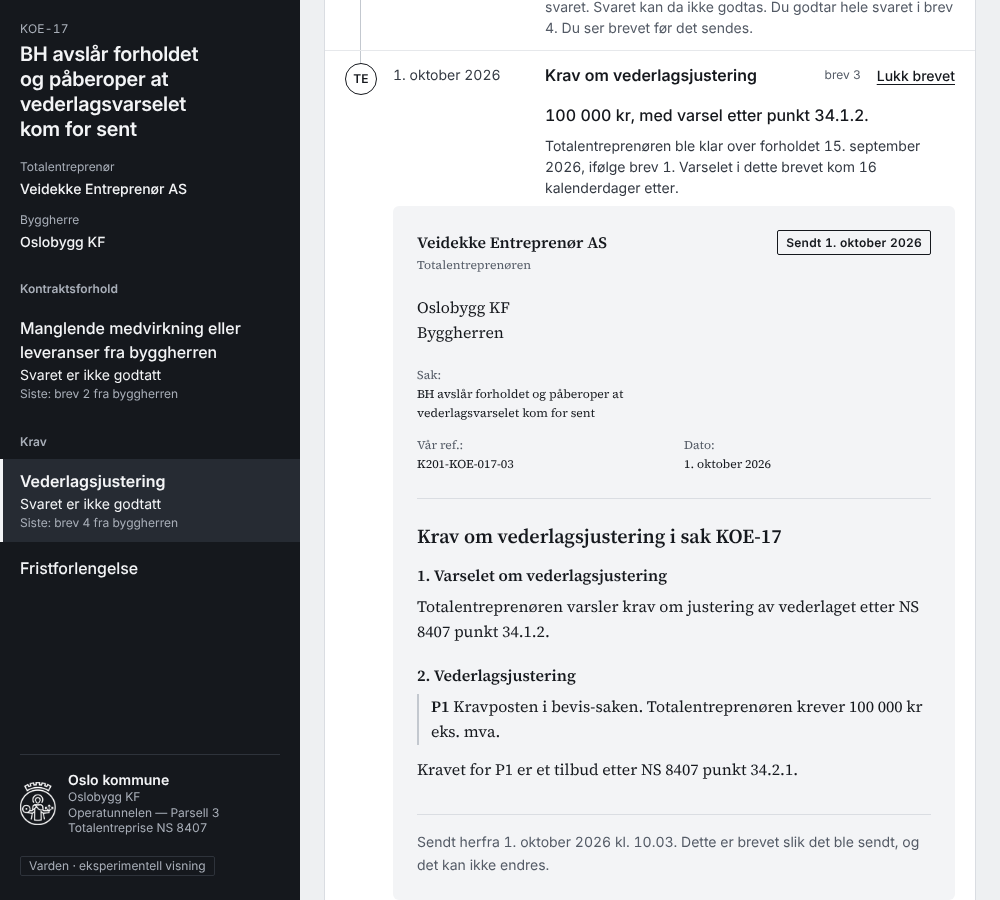 KOE-17
BH avslår forholdet
og påberoper at
vederlagsvarselet
kom for sent
Totalentreprenør
Veidekke Entreprenør AS
Byggherre
Oslobygg KF
Kontraktsforhold
Manglende medvirkning eller
leveranser fra byggherren
Svaret er ikke godtatt
Siste: brev 2 fra byggherren
Krav
Vederlagsjustering
Svaret er ikke godtatt
Siste: brev 4 fra byggherren
Fristforlengelse
Oslo kommune
Oslobygg KF
Operatunnelen — Parsell 3
Totalentreprise NS 8407
Varden · eksperimentell visning
svaret. Svaret kan da ikke godtas. Du godtar hele svaret i brev
4. Du ser brevet før det sendes.
TE
1. oktober 2026
Krav om vederlagsjustering
brev 3
Lukk brevet
100 000 kr, med varsel etter punkt 34.1.2.
Totalentreprenøren ble klar over forholdet 15. september
2026, ifølge brev 1. Varselet i dette brevet kom 16
kalenderdager etter.
Veidekke Entreprenør AS
Sendt 1. oktober 2026
Totalentreprenøren
Oslobygg KF
Byggherren
Sak:
BH avslår forholdet og påberoper at
vederlagsvarselet kom for sent
Vår ref.:
K201-KOE-017-03
Dato:
1. oktober 2026
Krav om vederlagsjustering i sak KOE-17
1. Varselet om vederlagsjustering
Totalentreprenøren varsler krav om justering av vederlaget etter NS
8407 punkt 34.1.2.
2. Vederlagsjustering
P1 Kravposten i bevis-saken. Totalentreprenøren krever 100 000 kr
eks. mva.
Kravet for P1 er et tilbud etter NS 8407 punkt 34.2.1.
Sendt herfra 1. oktober 2026 kl. 10.03. Dette er brevet slik det ble sendt, og
det kan ikke endres.